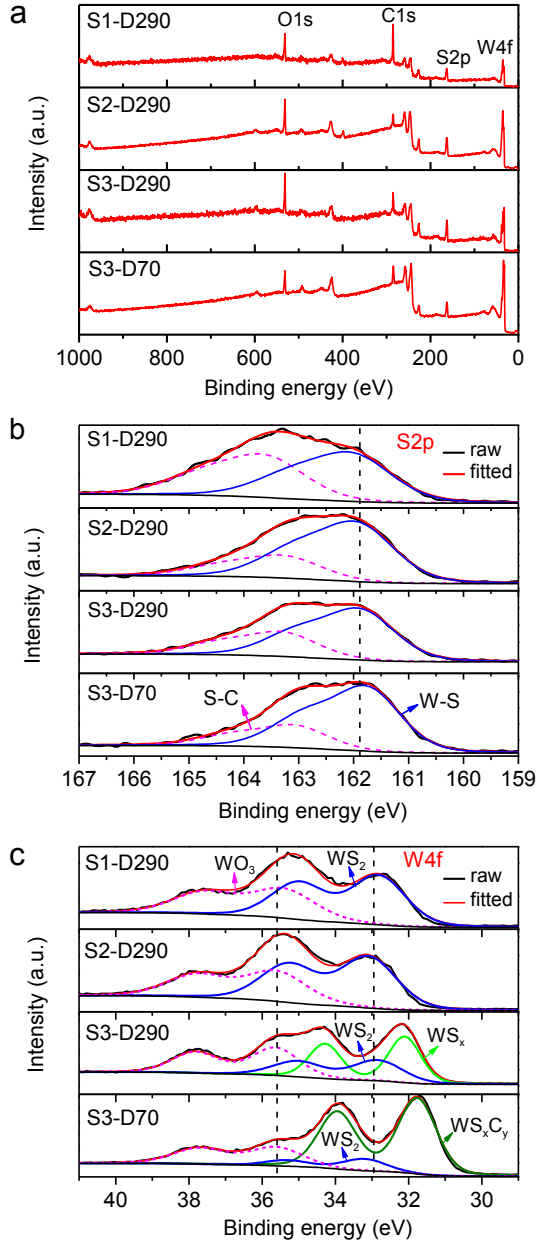 a
O1s C1s
S1-D290 S2p W4f
S2-D290
S3-D290
S3-D70
Intensity (a.u.)
1000 800 600 400 200 0
Binding energy (eV)
b
S1-D290 S2p
raw
fitted
S2-D290
S3-D290
S3-D70
S-C W-S
Intensity (a.u.)
167 166 165 164 163 162 161 160 159
Binding energy (eV)
c
S1-D290 WO3 WS2 W4f
raw
fitted
S2-D290
S3-D290 WS2 WSx
S3-D70 WS2 WSxCy
Intensity (a.u.)
40 38 36 34 32 30
Binding energy (eV)